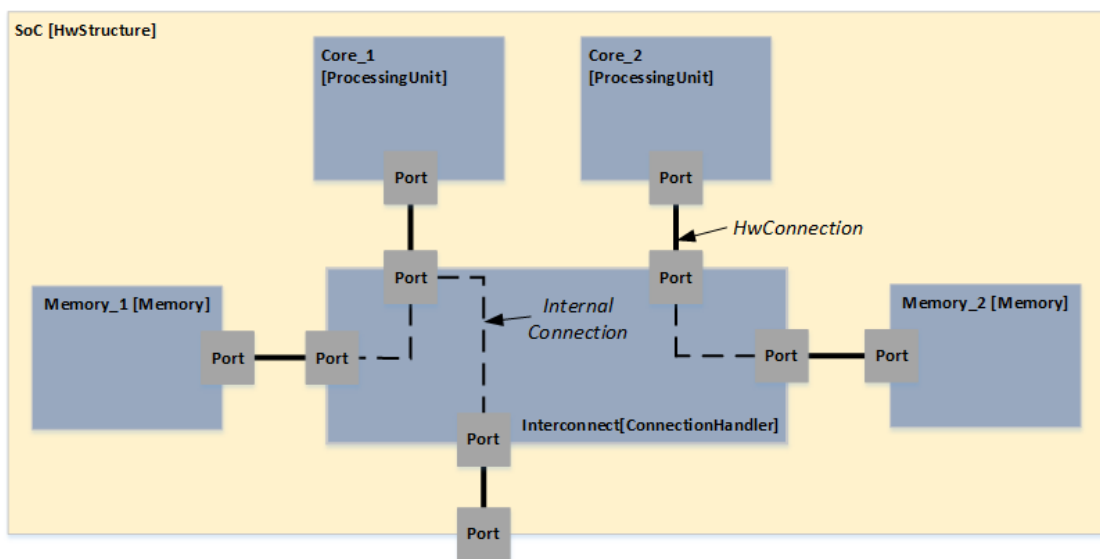 SoC [HwStructure]
Core_1
[ProcessingUnit]
Core_2
[ProcessingUnit]
Port
Port
HwConnection
Port
Port
Memory_1 [Memory]
Internal
Connection
Memory_2 [Memory]
Port
Port
Port
Port
Interconnect[ConnectionHandler]
Port
Port